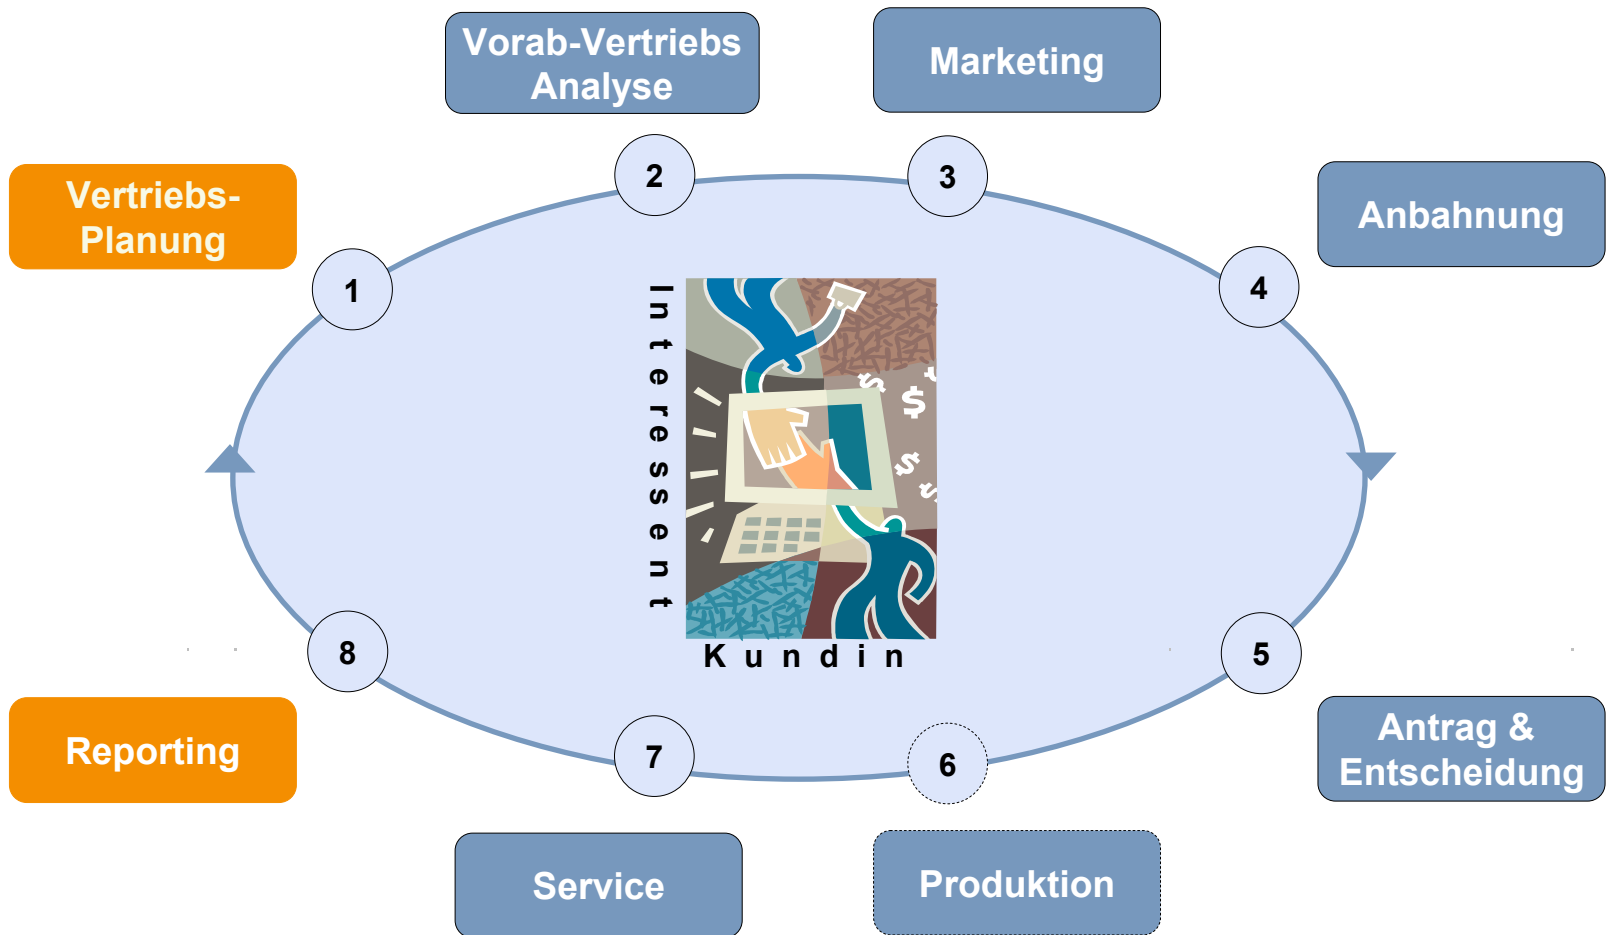 Vorab-Vertriebs
Analyse
Marketing
Vertriebs-
Planung
Anbahnung
1
2
3
4
Interessent
Kundin
8
7
6
5
Reporting
Antrag &
Entscheidung
Service
Produktion